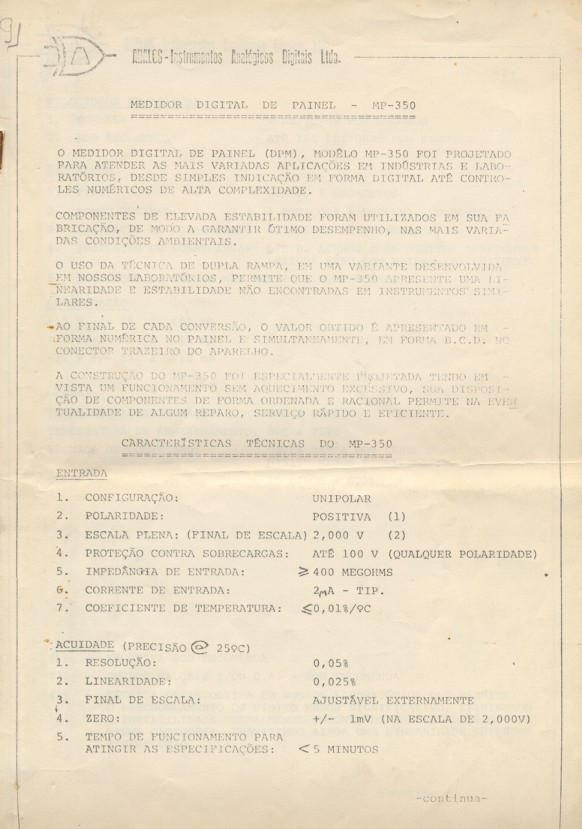 19
DA
ANALGS-Instrumentos Analógicos Digitais Ltda.
MEDIDOR DIGITAL DE PAINEL - MP-350
O MEDIDOR DIGITAL DE PAINEL (DPM), MODÊLO MP-350 FOI PROJETADO
PARA ATENDER AS MAIS VARIADAS APLICAÇÕES EM INDÚSTRIAS E LABO-
RATÓRIOS, DESDE SIMPLES INDICAÇÃO EM FORMA DIGITAL ATÉ CONTRO-
LES NUMÉRICOS DE ALTA COMPLEXIDADE.
COMPONENTES DE ELEVADA ESTABILIDADE FORAM UTILIZADOS EM SUA FA
BRICAÇÃO, DE MODO A GARANTIR ÓTIMO DESEMPENHO, NAS MAIS VARIA-
DAS CONDIÇÕES AMBIENTAIS.
O USO DA TÉCNICA DE DUPLA RAMPA, EM UMA VARIANTE DESENVOLVIDA
EM NOSSOS LABORATÓRIOS, PERMITE QUE O MP-350 APRESENTE UMA LI-
NEARIDADE E ESTABILIDADE NÃO ENCONTRADAS EM INSTRUMENTOS SIMI-
LARES.
AO FINAL DE CADA CONVERSÃO, O VALOR OBTIDO É APRESENTADO EM
FORMA NUMÉRICA NO PAINEL E SIMULTANEAMENTE, EM FORMA B.C.D. NO
CONECTOR TRAZEIRO DO APARELHO.
A CONSTRUÇÃO DO MP-350 FOI ESPECIALMENTE PROJETADA TENDO EM
VISTA UM FUNCIONAMENTO SEM AQUECIMENTO EXCESSIVO, SUA DISPOSI-
ÇÃO DE COMPONENTES DE FORMA ORDENADA E RACIONAL PERMITE NA EVEN
TUALIDADE DE ALGUM REPARO, SERVIÇO RÁPIDO E EFICIENTE.
CARACTERÍSTICAS TÉCNICAS DO MP-350
ENTRADA
1. CONFIGURAÇÃO: UNIPOLAR
2. POLARIDADE: POSITIVA (1)
3. ESCALA PLENA: (FINAL DE ESCALA) 2,000 V (2)
4. PROTEÇÃO CONTRA SOBRECARGAS: ATÉ 100 V (QUALQUER POLARIDADE)
5. IMPEDÂNCIA DE ENTRADA: ≥ 400 MEGOHMS
6. CORRENTE DE ENTRADA: 2µA - TIP.
7. COEFICIENTE DE TEMPERATURA: ≤0,01%/ºC
ACUIDADE (PRECISÃO @ 25ºC)
1. RESOLUÇÃO: 0,05%
2. LINEARIDADE: 0,025%
3. FINAL DE ESCALA: AJUSTÁVEL EXTERNAMENTE
4. ZERO: +/- 1mV (NA ESCALA DE 2,000V)
5. TEMPO DE FUNCIONAMENTO PARA
ATINGIR AS ESPECIFICAÇÕES: < 5 MINUTOS
-continua-